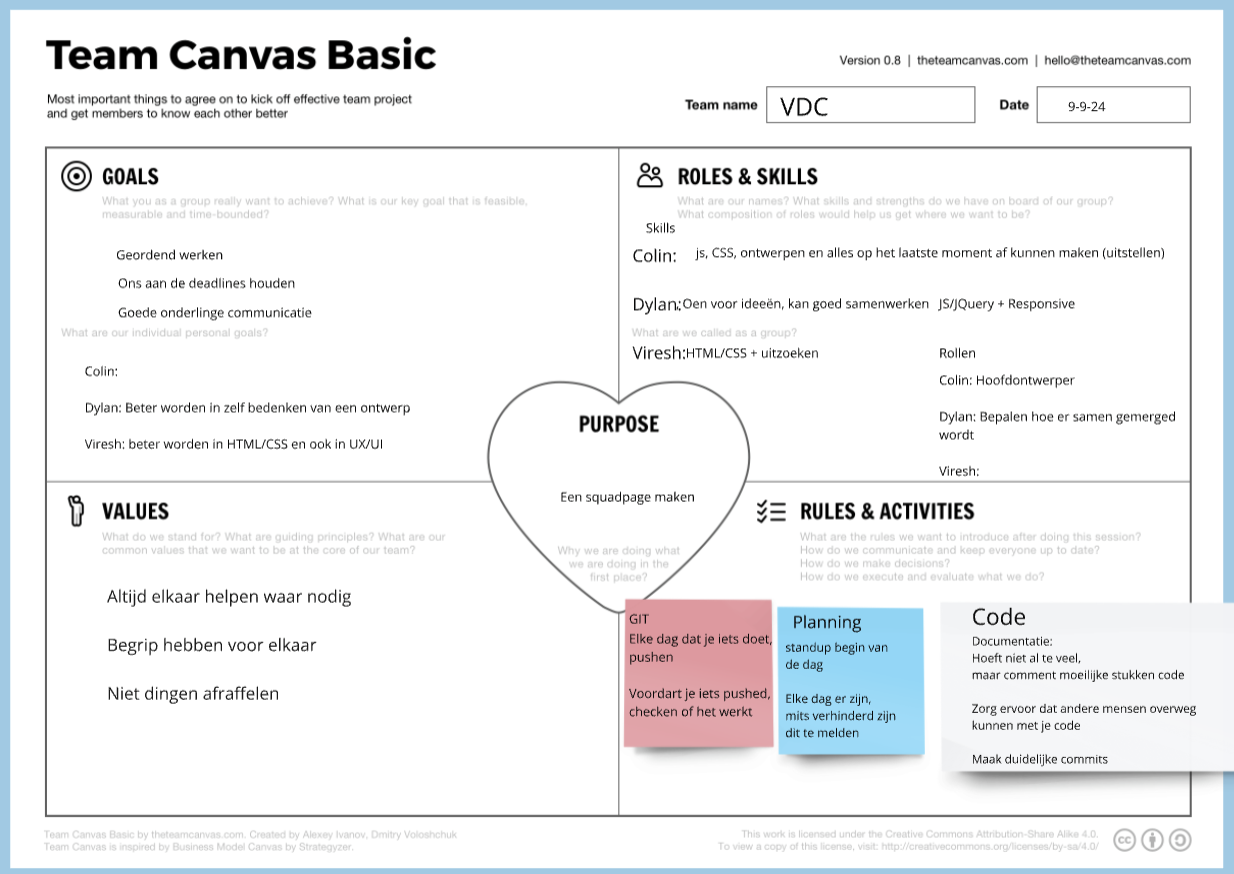 Team Canvas Basic
Most important things to agree on to kick off effective team project
and get members to know each other better
Version 0.8 | theteamcanvas.com | hello@theteamcanvas.com
Team name
VDC
Date
9-9-24
GOALS
What you as a group really want to achieve? What is our key goal that is feasible,
measurable and time-bounded?
Geordend werken
Ons aan de deadlines houden
Goede onderlinge communicatie
What are our individual personal goals?
Colin:
Dylan: Beter worden in zelf bedenken van een ontwerp
Viresh: beter worden in HTML/CSS en ook in UX/UI
ROLES & SKILLS
What are our names? What skills and strengths do we have on board of our group?
What composition of roles would help us get where we want to be?
Skills
Colin: js, CSS, ontwerpen en alles op het laatste moment af kunnen maken (uitstellen)
Dylan: Oen voor ideeën, kan goed samenwerken JS/JQuery + Responsive
What are we called as a group?
Viresh: HTML/CSS + uitzoeken
Rollen
Colin: Hoofdontwerper
Dylan: Bepalen hoe er samen gemerged
wordt
Viresh:
PURPOSE
Een squadpage maken
Why we are doing what
we are doing in the
first place?
VALUES
What do we stand for? What are guiding principles? What are our
common values that we want to be at the core of our team?
Altijd elkaar helpen waar nodig
Begrip hebben voor elkaar
Niet dingen afraffelen
RULES & ACTIVITIES
What are the rules we want to introduce after doing this session?
How do we communicate and keep everyone up to date?
How do we make decisions?
How do we execute and evaluate what we do?
GIT
Elke dag dat je iets doet,
pushen
Voordart je iets pushed,
checken of het werkt
Planning
standup begin van
de dag
Elke dag er zijn,
mits verhinderd zijn
dit te melden
Code
Documentatie:
Hoeft niet al te veel,
maar comment moeilijke stukken code
Zorg ervoor dat andere mensen overweg
kunnen met je code
Maak duidelijke commits
Team Canvas Basic by theteamcanvas.com. Created by Alexey Ivanov, Dmitry Voloshchuk
Team Canvas is inspired by Business Model Canvas by Strategyzer.
This work is licensed under the Creative Commons Attribution-Share Alike 4.0.
To view a copy of this license, visit: http://creativecommons.org/licenses/by-sa/4.0/
cc